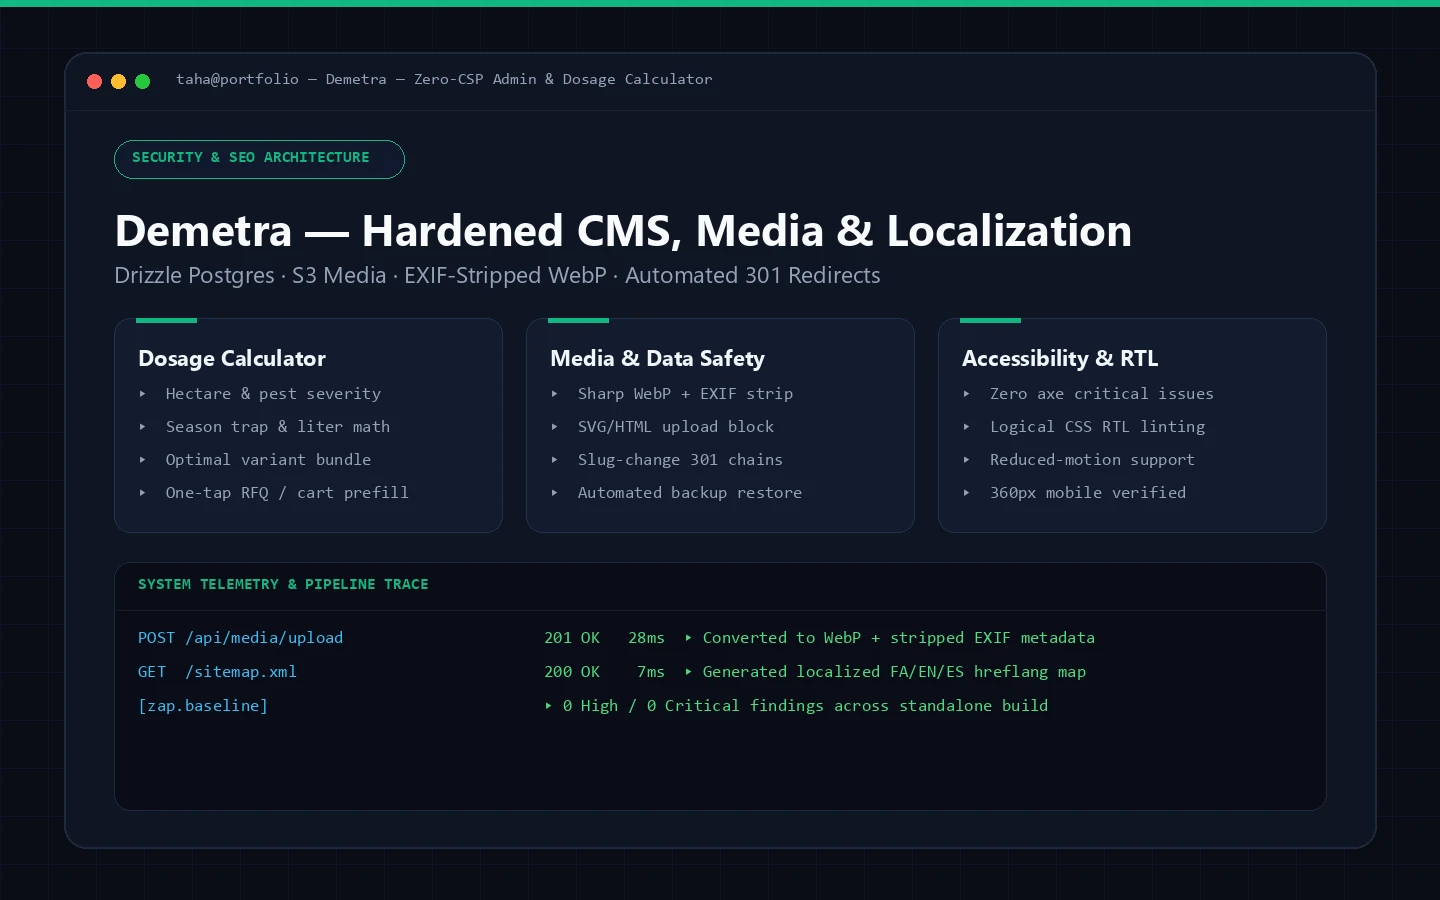 taha@portfolio — Demetra — Zero-CSP Admin & Dosage Calculator
SECURITY & SEO ARCHITECTURE
Demetra — Hardened CMS, Media & Localization
Drizzle Postgres · S3 Media · EXIF-Stripped WebP · Automated 301 Redirects
Dosage Calculator
‣ Hectare & pest severity
‣ Season trap & liter math
‣ Optimal variant bundle
‣ One-tap RFQ / cart prefill
Media & Data Safety
‣ Sharp WebP + EXIF strip
‣ SVG/HTML upload block
‣ Slug-change 301 chains
‣ Automated backup restore
Accessibility & RTL
‣ Zero axe critical issues
‣ Logical CSS RTL linting
‣ Reduced-motion support
‣ 360px mobile verified
SYSTEM TELEMETRY & PIPELINE TRACE
POST /api/media/upload 201 OK 28ms ‣ Converted to WebP + stripped EXIF metadata
GET /sitemap.xml 200 OK 7ms ‣ Generated localized FA/EN/ES hreflang map
[zap.baseline] ‣ 0 High / 0 Critical findings across standalone build